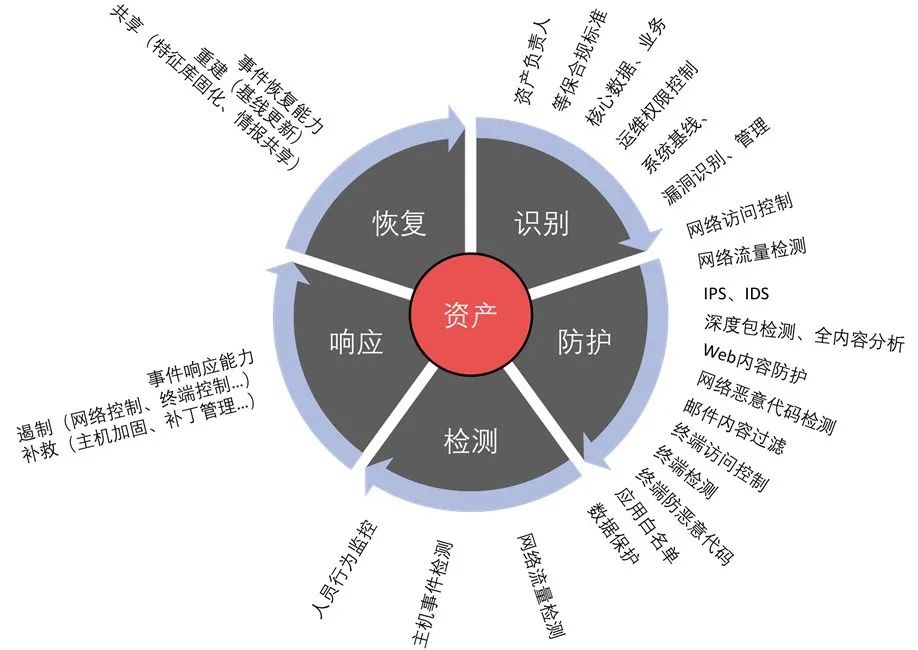 资产
识别
防护
检测
响应
恢复
资产负责人
等保合规标准
核心数据、业务
运维权限控制
系统基线、
漏洞识别、管理
网络访问控制
网络流量检测
IPS、IDS
深度包检测、全内容分析
Web内容防护
网络恶意代码检测
邮件内容过滤
终端访问控制
终端检测
终端防恶意代码
应用白名单
数据保护
网络流量检测
主机事件检测
人员行为监控
事件响应能力
遏制（网络控制、终端控制...）
补救（主机加固、补丁管理...）
事件恢复能力
重建（基线更新）
共享（特征库固化、情报共享）